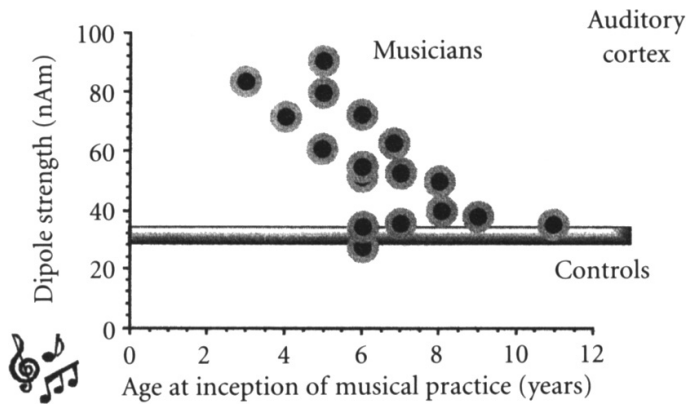 Auditory
cortex
Musicians
Dipole strength (nAm)
100
80
60
40
20
0
Controls
0 2 4 6 8 10 12
Age at inception of musical practice (years)